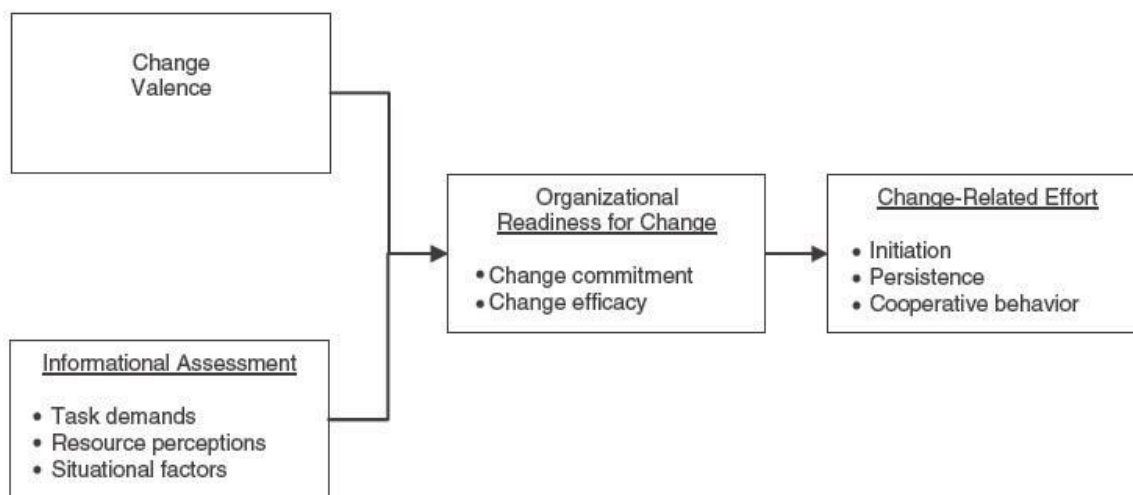 Change
Valence
Organizational
Readiness for Change
• Change commitment
• Change efficacy
Change-Related Effort
• Initiation
• Persistence
• Cooperative behavior
Informational Assessment
• Task demands
• Resource perceptions
• Situational factors